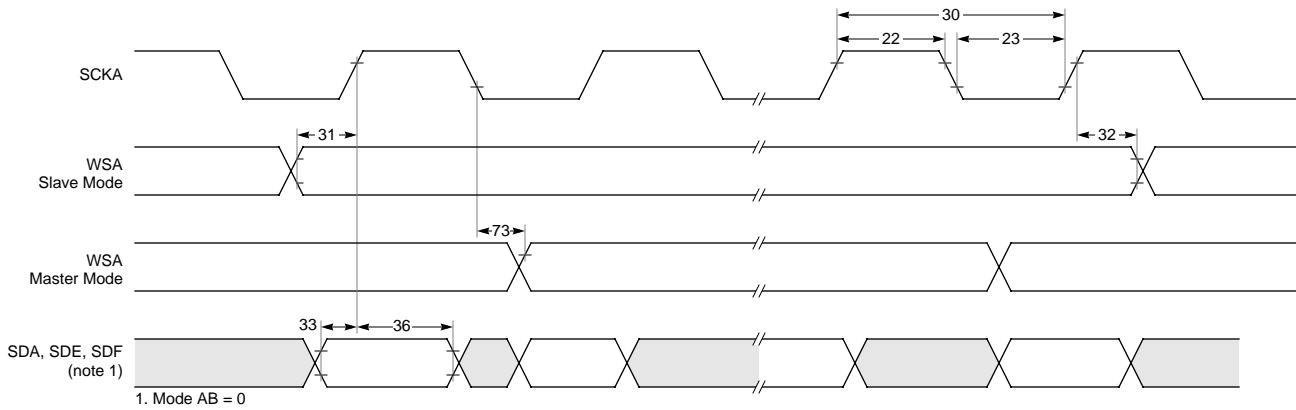 30
22
23
SCKA
31
32
WSA
Slave Mode
73
WSA
Master Mode
33
36
SDA, SDE, SDF
(note 1)
1. Mode AB = 0